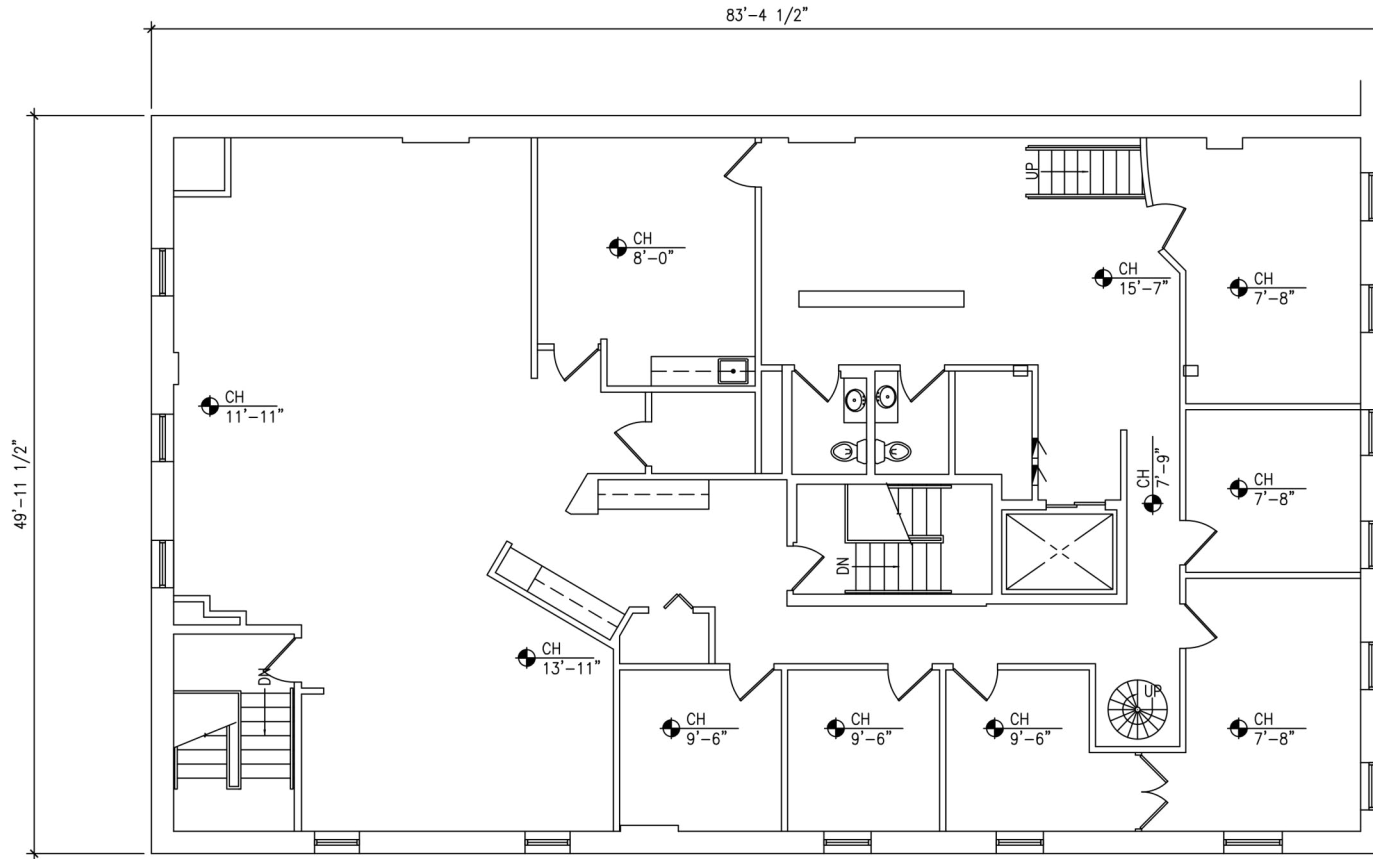 83'-4 1/2"
49'-11 1/2"
UP
CH
8'-0"
CH
15'-7"
CH
7'-8"
CH
11'-11"
CH
7'-9"
CH
7'-8"
DN
CH
13'-11"
DN
UP
CH
9'-6"
CH
9'-6"
CH
9'-6"
CH
7'-8"